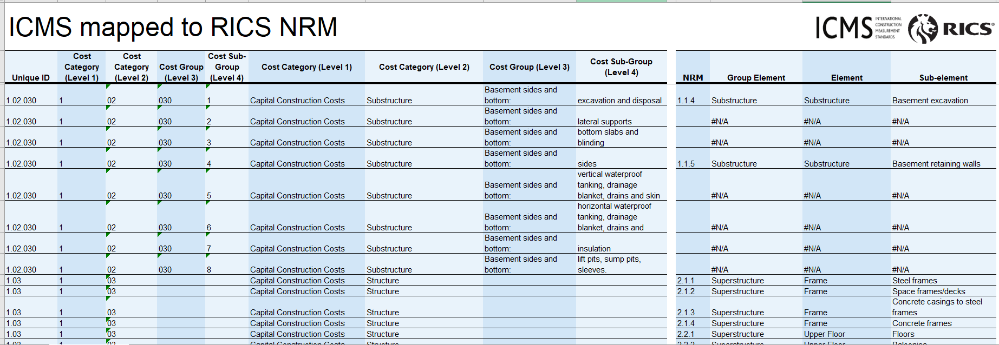 ICMS mapped to RICS NRM
ICMS INTERNATIONAL CONSTRUCTION MEASUREMENT STANDARDS RICS®
Unique ID Cost Category (Level 1) Cost Category (Level 2) Cost Group (Level 3) Cost Sub-Group (Level 4) Cost Category (Level 1) Cost Category (Level 2) Cost Group (Level 3) Cost Sub-Group (Level 4) NRM Group Element Element Sub-element
1.02.030 1 02 030 1 Capital Construction Costs Substructure Basement sides and bottom: excavation and disposal 1.1.4 Substructure Substructure Basement excavation
1.02.030 1 02 030 2 Capital Construction Costs Substructure Basement sides and bottom: lateral supports #N/A #N/A #N/A
1.02.030 1 02 030 3 Capital Construction Costs Substructure Basement sides and bottom: bottom slabs and blinding #N/A #N/A #N/A
1.02.030 1 02 030 4 Capital Construction Costs Substructure Basement sides and bottom: sides 1.1.5 Substructure Substructure Basement retaining walls
1.02.030 1 02 030 5 Capital Construction Costs Substructure Basement sides and bottom: vertical waterproof tanking, drainage blanket, drains and skin #N/A #N/A #N/A
1.02.030 1 02 030 6 Capital Construction Costs Substructure Basement sides and bottom: horizontal waterproof tanking, drainage blanket, drains and #N/A #N/A #N/A
1.02.030 1 02 030 7 Capital Construction Costs Substructure Basement sides and bottom: insulation #N/A #N/A #N/A
1.02.030 1 02 030 8 Capital Construction Costs Substructure Basement sides and bottom: lift pits, sump pits, sleeves. #N/A #N/A #N/A
1.03 1 03 Capital Construction Costs Structure 2.1.1 Superstructure Frame Steel frames
1.03 1 03 Capital Construction Costs Structure 2.1.2 Superstructure Frame Space frames/decks
1.03 1 03 Capital Construction Costs Structure 2.1.3 Superstructure Frame Concrete casings to steel frames
1.03 1 03 Capital Construction Costs Structure 2.1.4 Superstructure Frame Concrete frames
1.03 1 03 Capital Construction Costs Structure 2.2.1 Superstructure Upper Floor Floors
1.03 1 03 Capital Construction Costs Structure 2.2.2 Superstructure Upper Floor Balconies